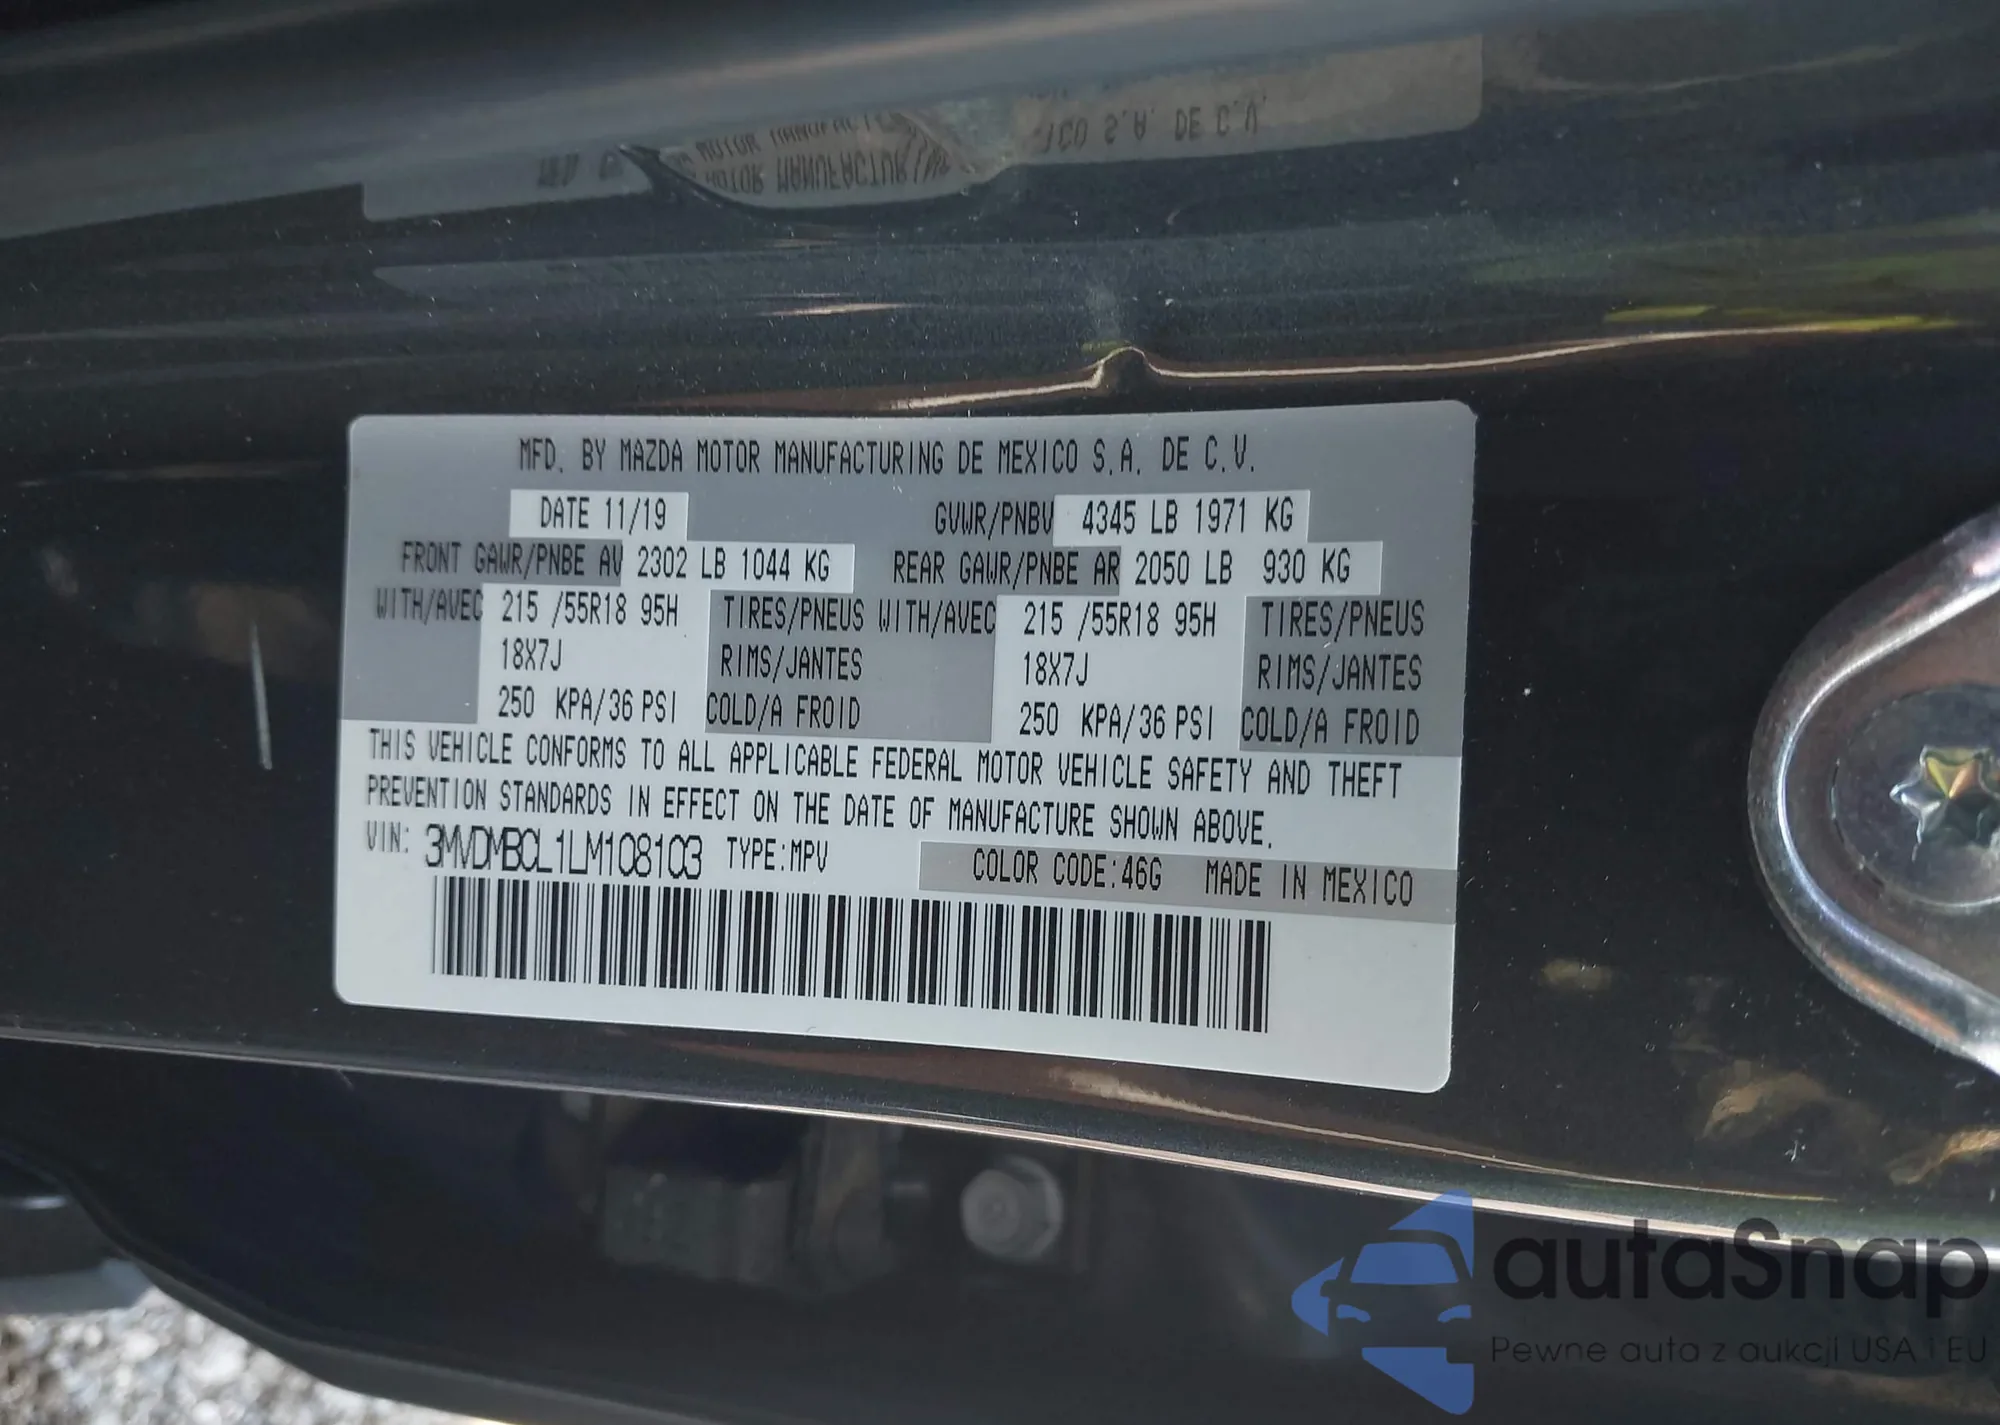 MFD. BY MAZDA MOTOR MANUFACTURING DE MEXICO S.A. DE C.V.
DATE 11/19 GVWR/PNBV 4345 LB 1971 KG
FRONT GAWR/PNBE AV 2302 LB 1044 KG REAR GAWR/PNBE AR 2050 LB 930 KG
WITH/AVEC 215 /55R18 95H TIRES/PNEUS WITH/AVEC 215 /55R18 95H TIRES/PNEUS
18X7J RIMS/JANTES 18X7J RIMS/JANTES
250 KPA/36 PSI COLD/A FROID 250 KPA/36 PSI COLD/A FROID
THIS VEHICLE CONFORMS TO ALL APPLICABLE FEDERAL MOTOR VEHICLE SAFETY AND THEFT
PREVENTION STANDARDS IN EFFECT ON THE DATE OF MANUFACTURE SHOWN ABOVE.
VIN: 3MVDMBCL1LM108103 TYPE:MPV COLOR CODE:46G MADE IN MEXICO
autaSnap
Pewne auta z aukcji USA i EU